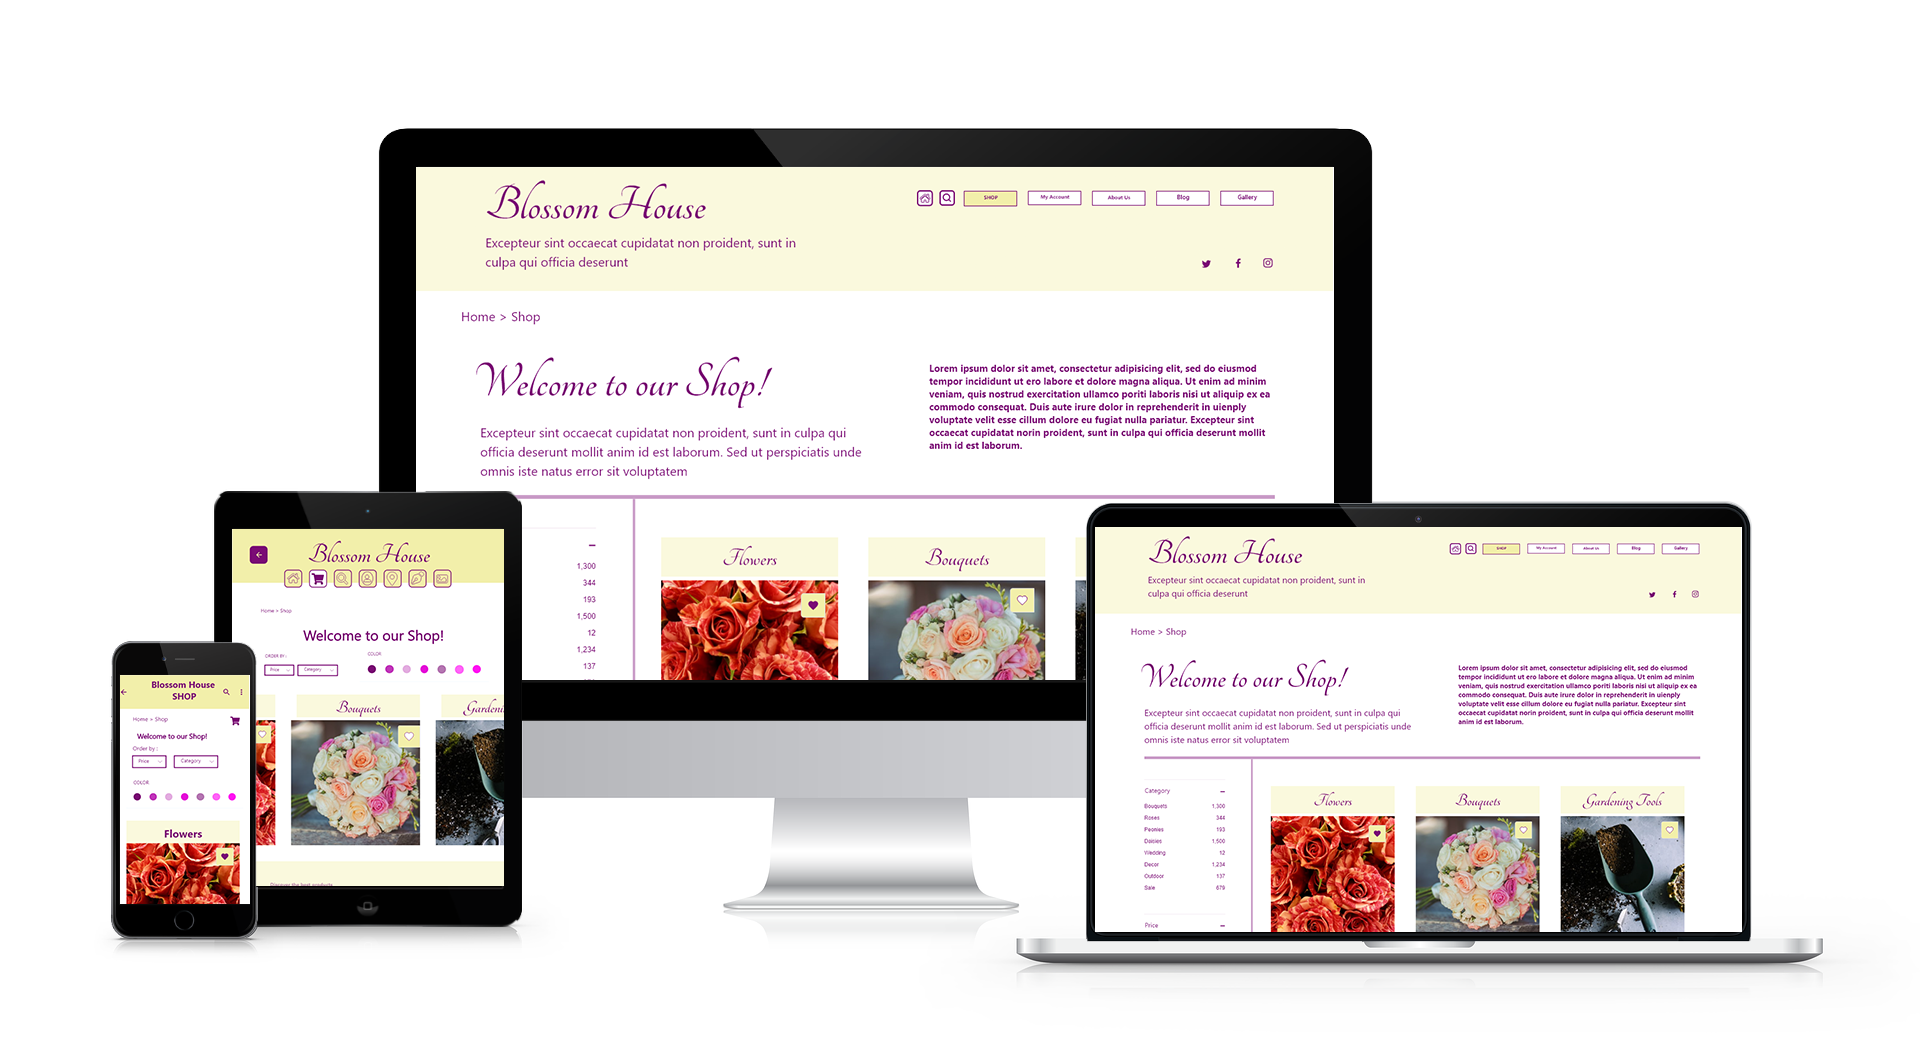 Blossom House
SHOP
My Account
About Us
Blog
Gallery
Excepteur sint occaecat cupidatat non proident, sunt in
culpa qui officia deserunt
Home > Shop
Welcome to our Shop!
Excepteur sint occaecat cupidatat non proident, sunt in culpa qui
officia deserunt mollit anim id est laborum. Sed ut perspiciatis unde
omnis iste natus error sit voluptatem
Lorem ipsum dolor sit amet, consectetur adipisicing elit, sed do eiusmod
tempor incididunt ut ero labore et dolore magna aliqua. Ut enim ad minim
veniam, quis nostrud exercitation ullamco poriti laboris nisi ut aliquip ex ea
commodo consequat. Duis aute irure dolor in reprehenderit in uienply
voluptate velit esse cillum dolore eu fugiat nulla pariatur. Excepteur sint
occaecat cupidatat norin proident, sunt in culpa qui officia deserunt mollit
anim id est laborum.
1,300
344
193
1,500
12
1,234
137
Flowers
Bouquets
Blossom House
Home > Shop
Welcome to our Shop!
ORDER BY:
Price
Category
COLOR
Bouquets
Gardenin
Discover the best products
Blossom House
SHOP
Home > Shop
Welcome to our Shop!
Order by :
Price
Category
COLOR
Flowers
Blossom House
SHOP
My Account
About Us
Blog
Gallery
Excepteur sint occaecat cupidatat non proident, sunt in
culpa qui officia deserunt
Home > Shop
Welcome to our Shop!
Excepteur sint occaecat cupidatat non proident, sunt in culpa qui
officia deserunt mollit anim id est laborum. Sed ut perspiciatis unde
omnis iste natus error sit voluptatem
Lorem ipsum dolor sit amet, consectetur adipisicing elit, sed do eiusmod
tempor incididunt ut ero labore et dolore magna aliqua. Ut enim ad minim
veniam, quis nostrud exercitation ullamco poriti laboris nisi ut aliquip ex ea
commodo consequat. Duis aute irure dolor in reprehenderit in uienply
voluptate velit esse cillum dolore eu fugiat nulla pariatur. Excepteur sint
occaecat cupidatat norin proident, sunt in culpa qui officia deserunt mollit
anim id est laborum.
Category
Bouquets 1,300
Roses 344
Peonies 193
Daisies 1,500
Wedding 12
Decor 1,234
Outdoor 137
Sale 679
Price
Flowers
Bouquets
Gardening Tools